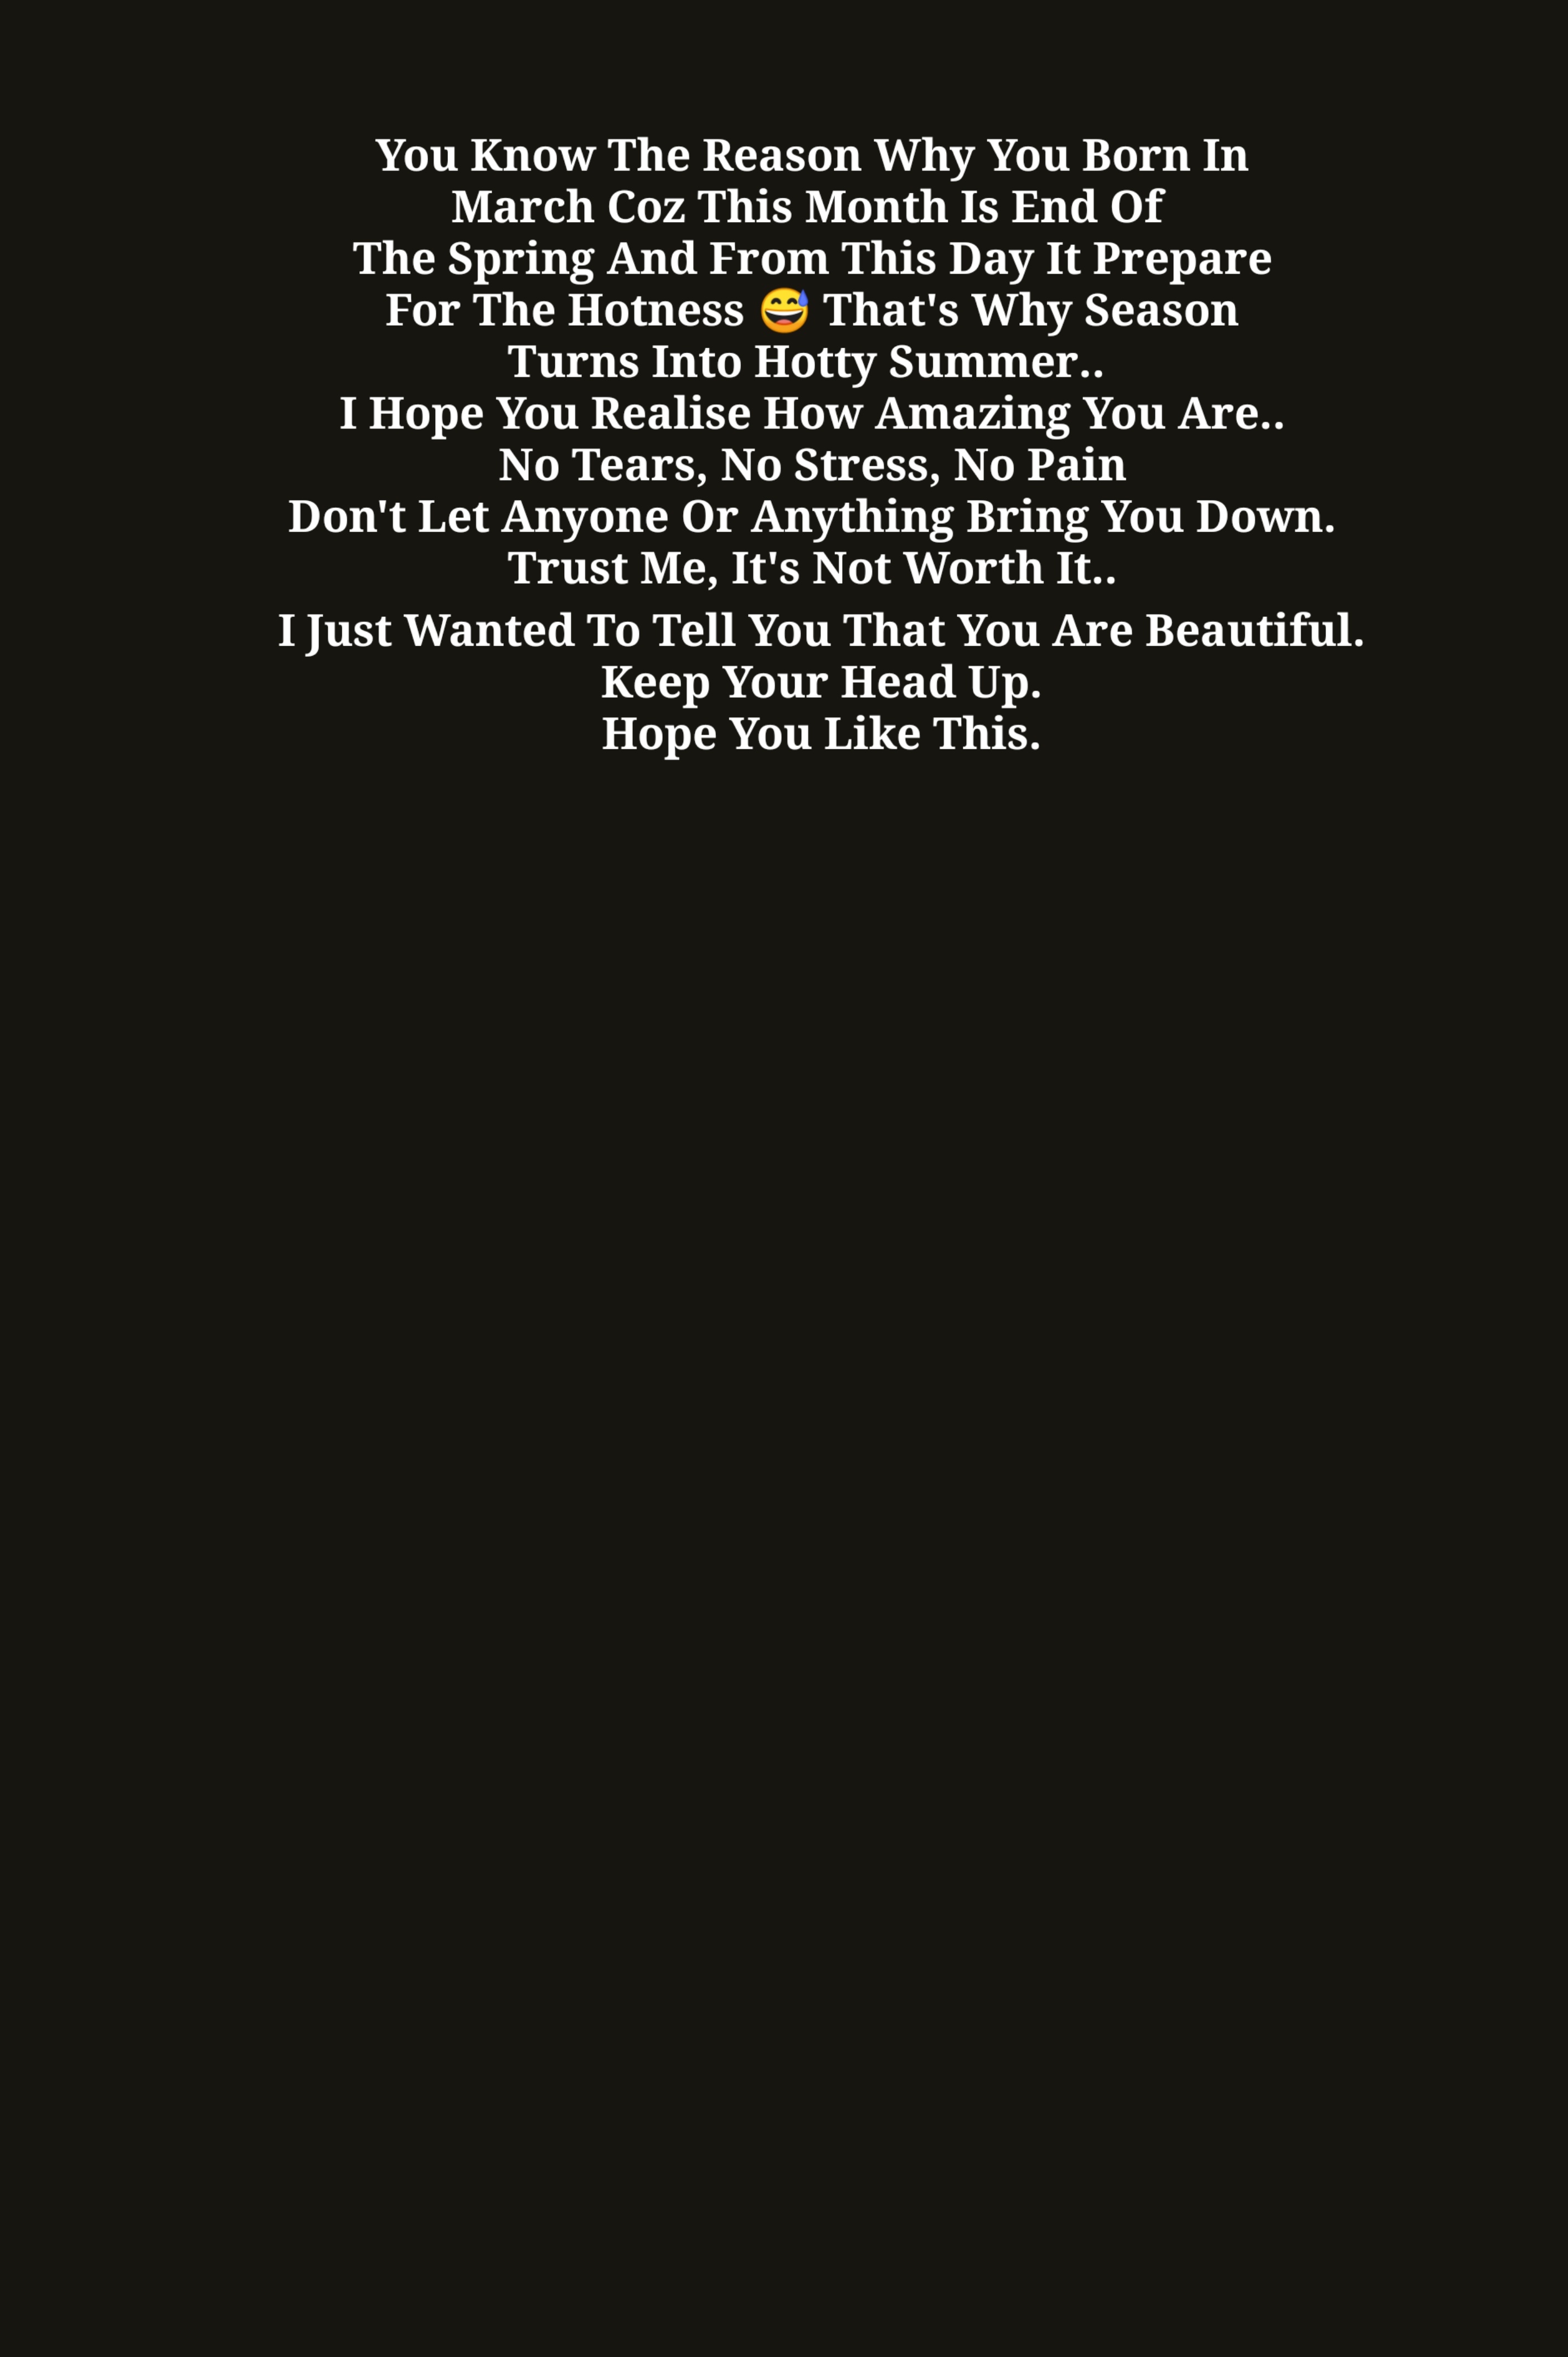 You Know The Reason Why You Born In
March Coz This Month Is End Of
The Spring And From This Day It Prepare
For The Hotness 😅 That's Why Season
Turns Into Hotty Summer..
I Hope You Realise How Amazing You Are..
No Tears, No Stress, No Pain
Don't Let Anyone Or Anything Bring You Down.
Trust Me, It's Not Worth It..
I Just Wanted To Tell You That You Are Beautiful.
Keep Your Head Up.
Hope You Like This.